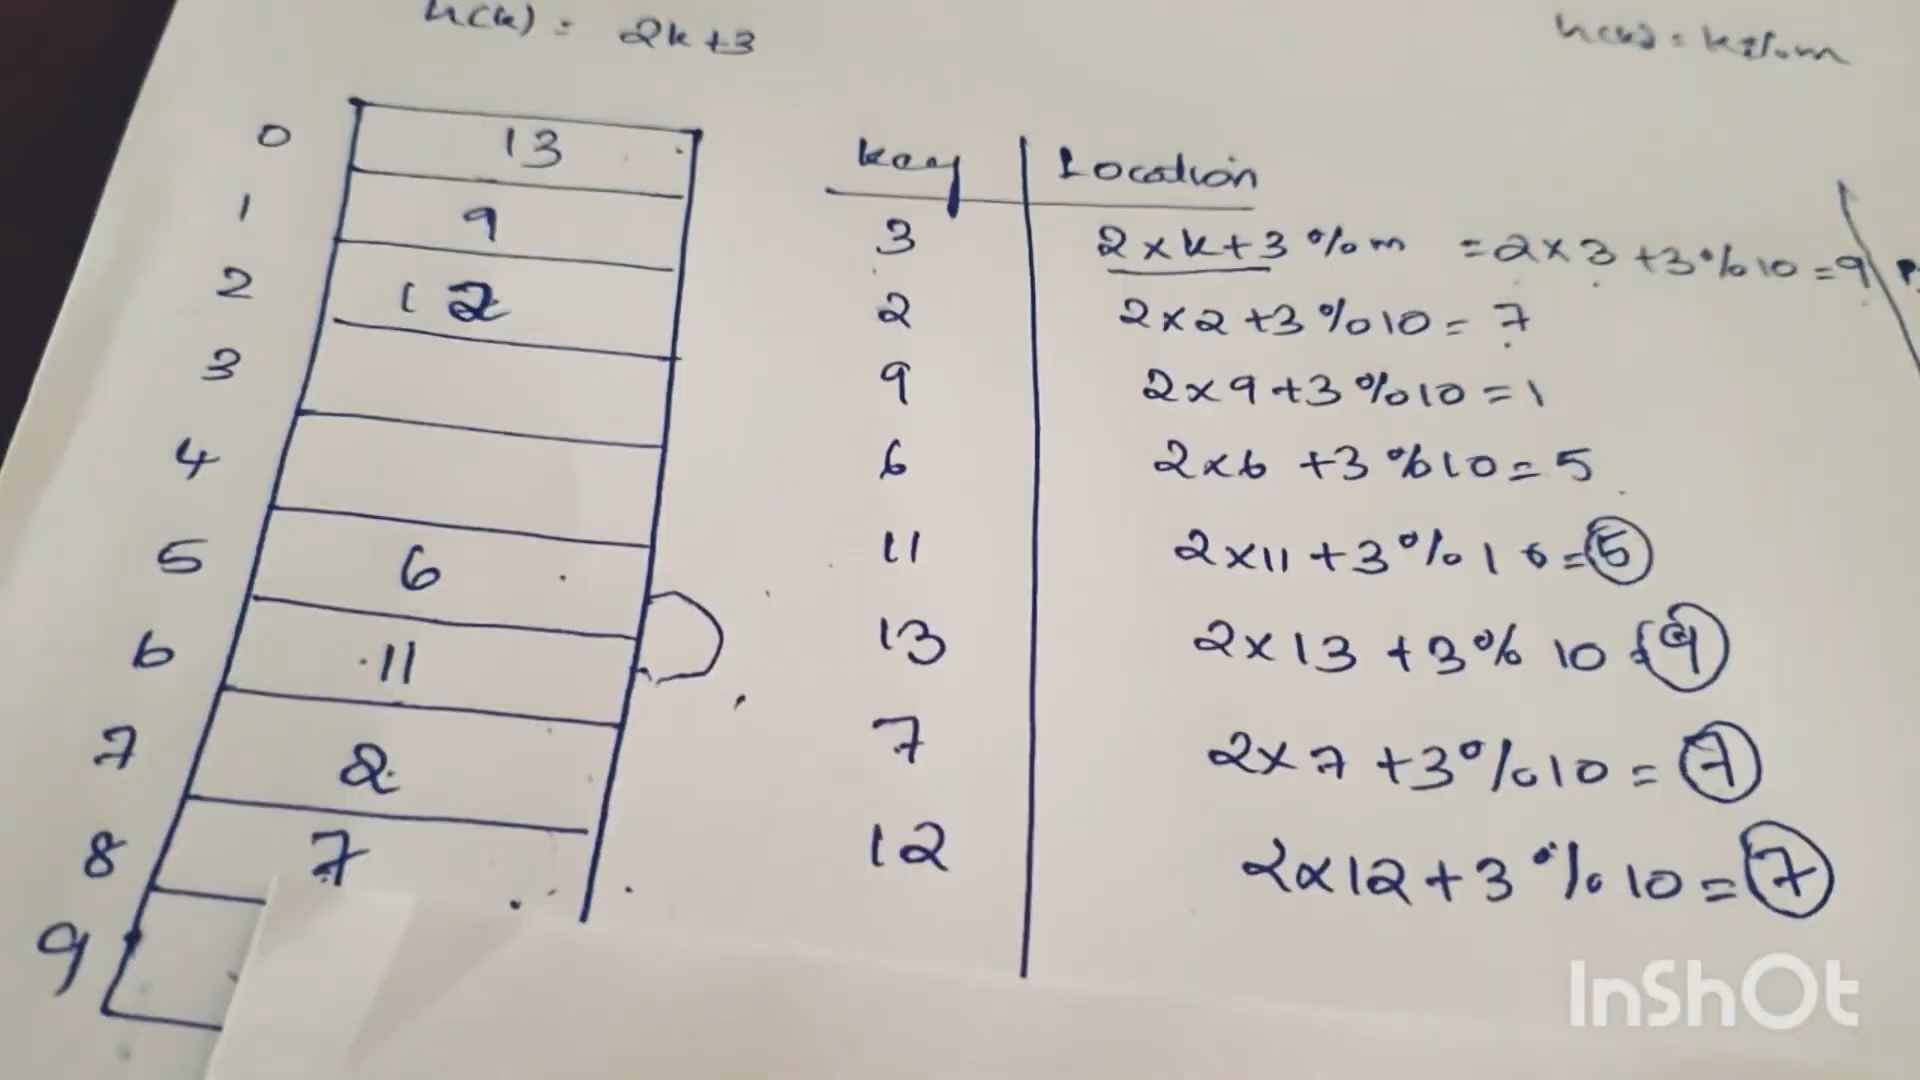 h(k) = 2k+3
h(k) = k%m
0 13
1 9
2 12
3
4
5 6
6 11
7 2
8 7
9
Key Location
3 2×k+3 %m = 2×3+3%10=9
2 2×2+3%10= 7
9 2×9+3%10=1
6 2×6+3%10=5
11 2×11+3%10=5
13 2×13+3%10=9
7 2×7+3%10=7
12 2×12+3%10=7
InShOt